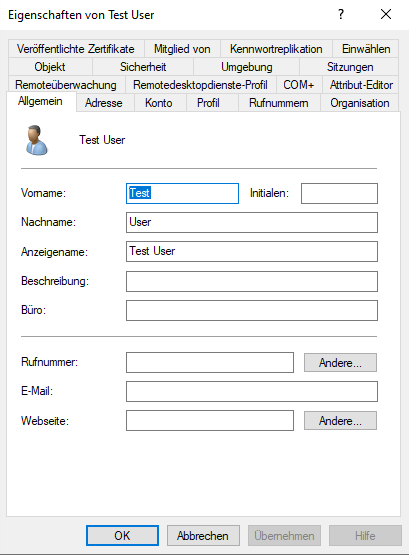 Eigenschaften von Test User ? ×
Veröffentlichte Zertifikate Mitglied von Kennwortreplikation Einwählen
Objekt Sicherheit Umgebung Sitzungen
Remoteüberwachung Remotedesktopdienste-Profil COM+ Attribut-Editor
Allgemein Adresse Konto Profil Rufnummern Organisation
Test User
Vorname: Test Initialen:
Nachname: User
Anzeigename: Test User
Beschreibung:
Büro:
Rufnummer: Andere...
E-Mail:
Webseite: Andere...
OK Abbrechen Übernehmen Hilfe